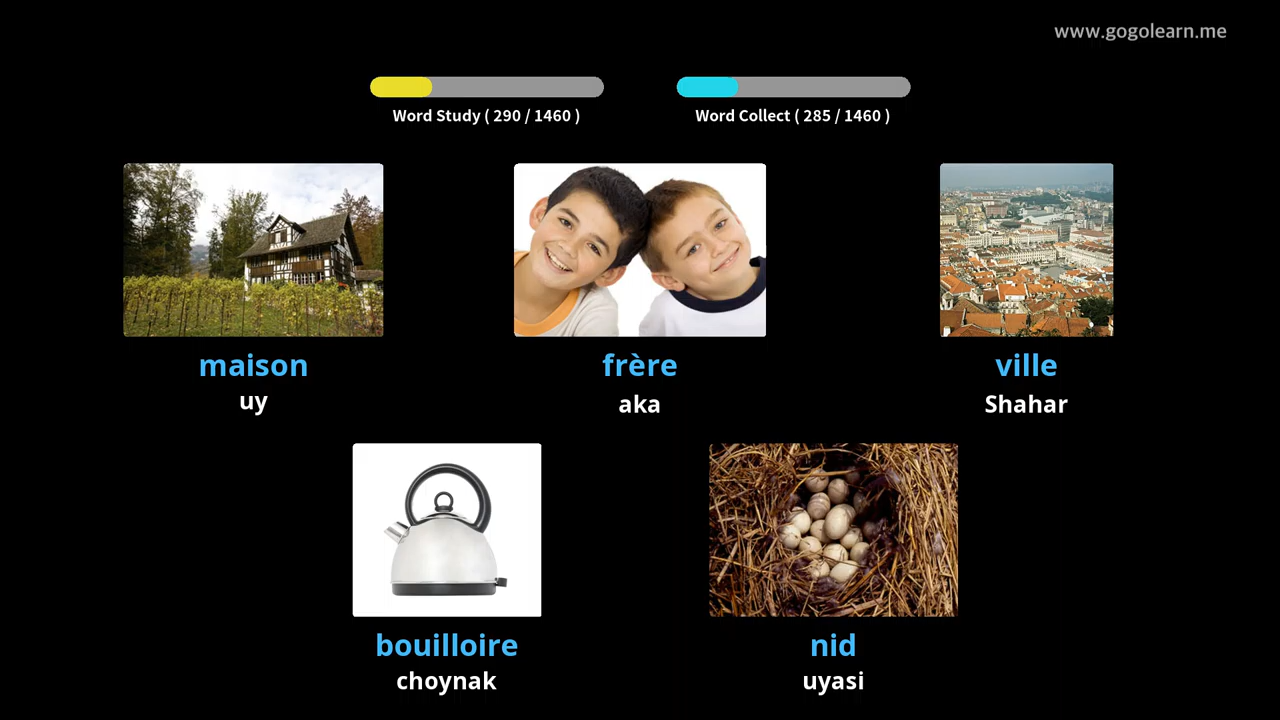 www.gogolearn.me
Word Study ( 290 / 1460 )
Word Collect ( 285 / 1460 )
maison
uy
frère
aka
ville
Shahar
bouilloire
choynak
nid
uyasi